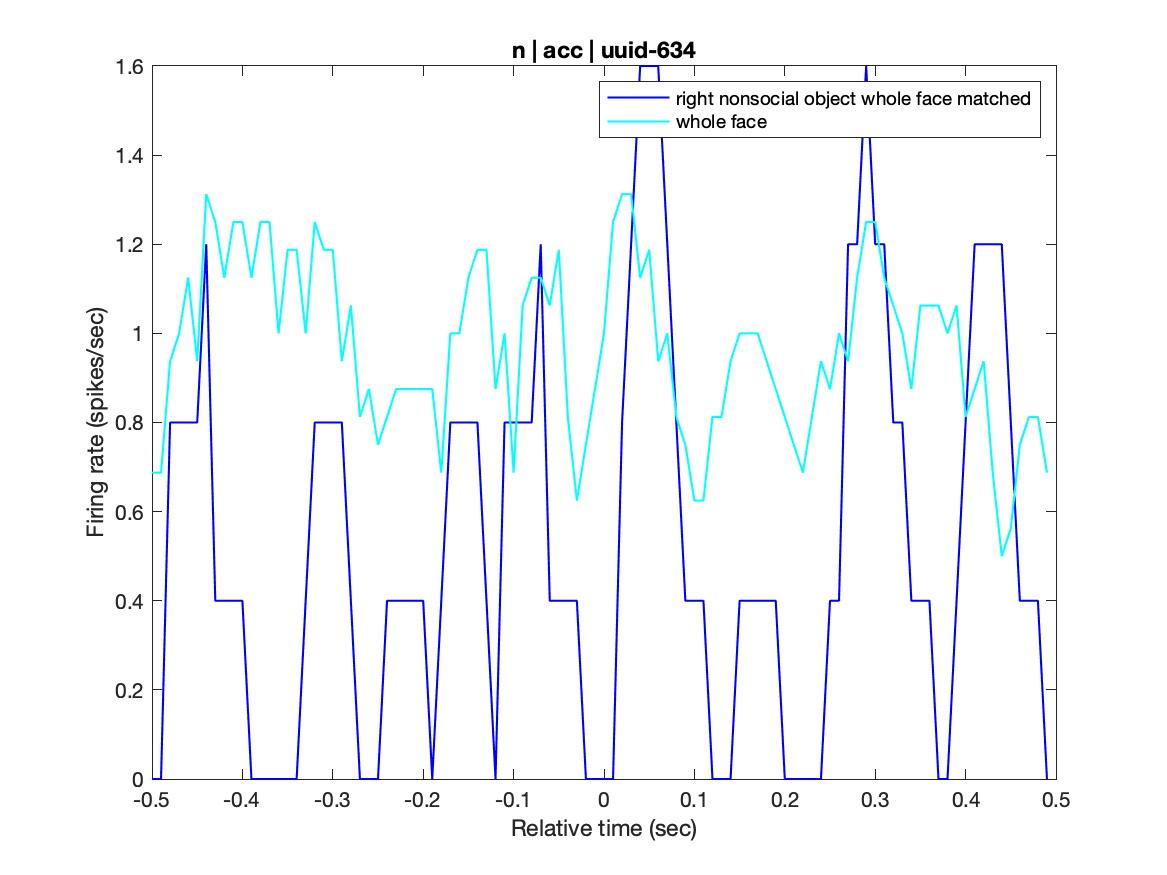 n | acc | uuid-634
1.6
right nonsocial object whole face matched
whole face
1.4
1.2
1
0.8
0.6
0.4
0.2
0
Firing rate (spikes/sec)
-0.5 -0.4 -0.3 -0.2 -0.1 0 0.1 0.2 0.3 0.4 0.5
Relative time (sec)